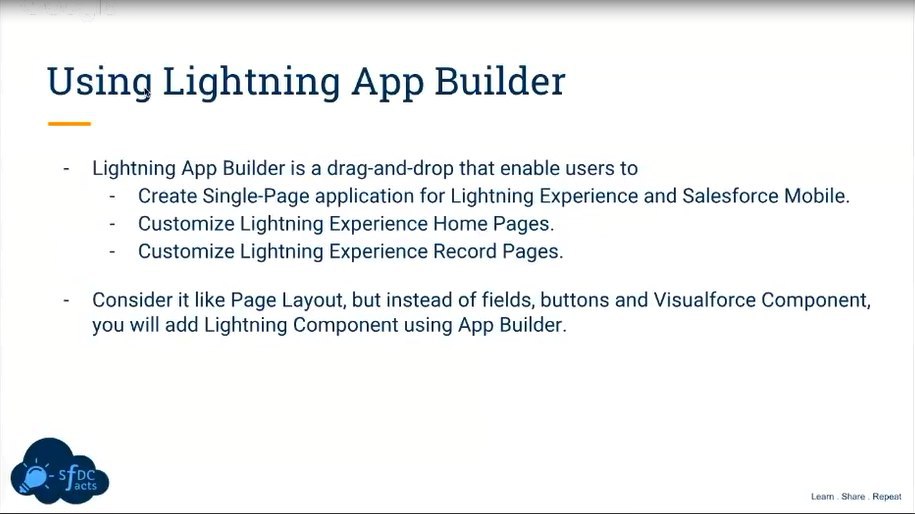 Using Lightning App Builder
- Lightning App Builder is a drag-and-drop that enable users to
- Create Single-Page application for Lightning Experience and Salesforce Mobile.
- Customize Lightning Experience Home Pages.
- Customize Lightning Experience Record Pages.
- Consider it like Page Layout, but instead of fields, buttons and Visualforce Component,
you will add Lightning Component using App Builder.
SfDC
acts
Learn . Share . Repeat